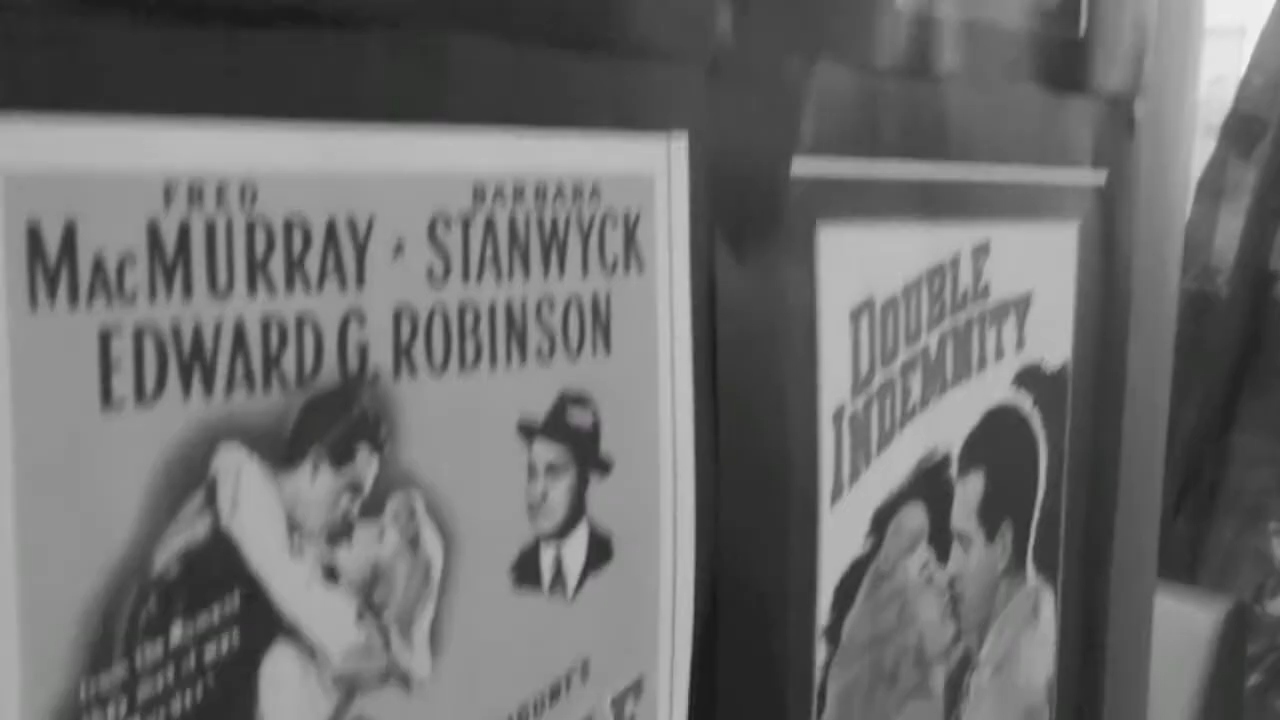 FRED BARBARA
MACMURRAY · STANWYCK
EDWARD G. ROBINSON
DOUBLE
INDEMNITY